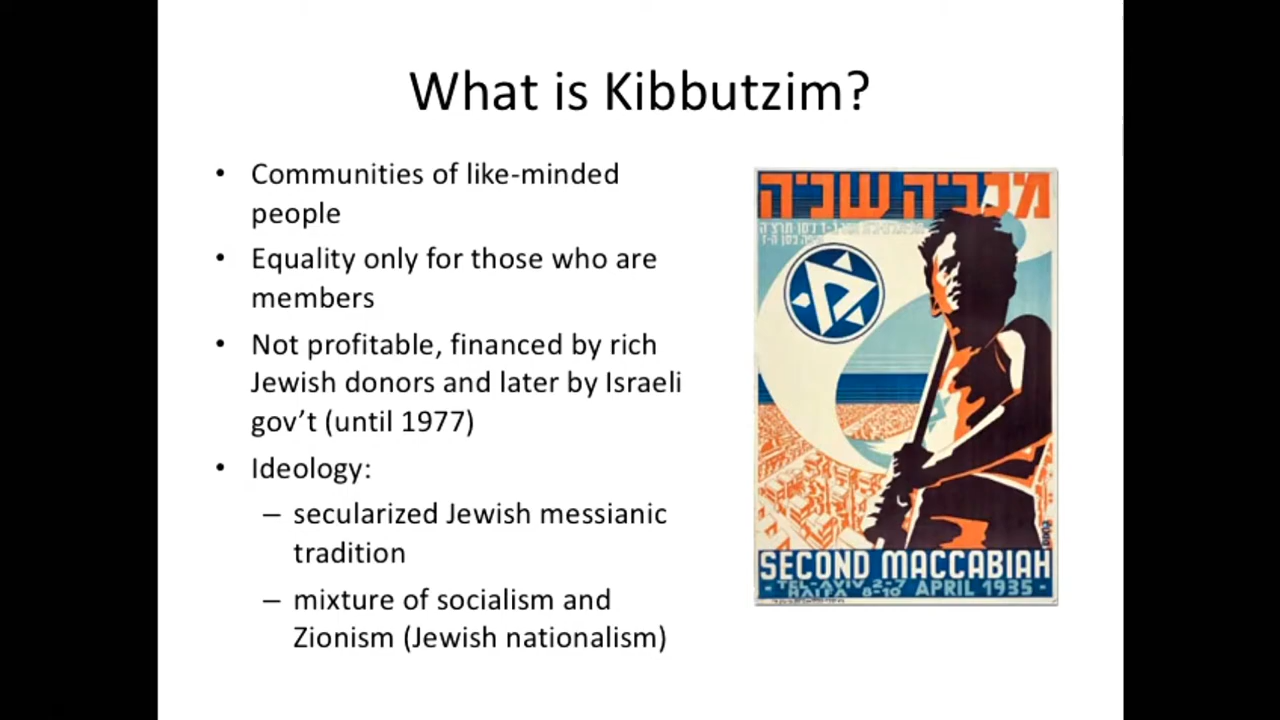 What is Kibbutzim?
• Communities of like-minded
people
• Equality only for those who are
members
• Not profitable, financed by rich
Jewish donors and later by Israeli
gov't (until 1977)
• Ideology:
– secularized Jewish messianic
tradition
– mixture of socialism and
Zionism (Jewish nationalism)
מכביה שניה
SECOND MACCABIAH
- TEL-AVIV 2-7
HAIFA 8-10 APRIL 1935 -